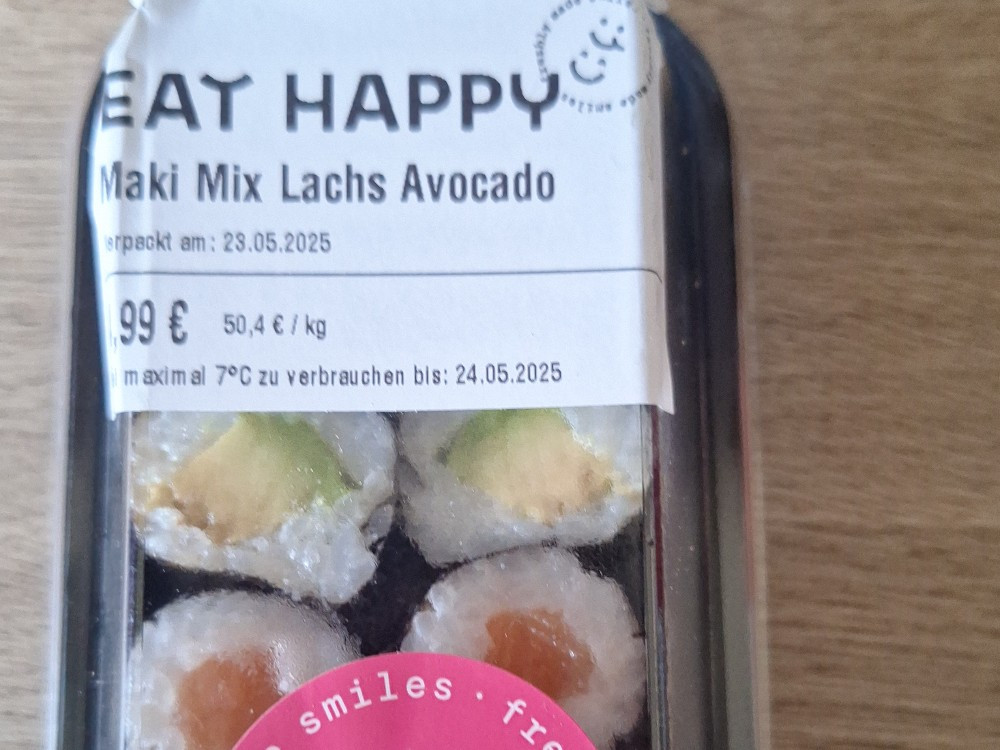 EAT HAPPY
Maki Mix Lachs Avocado
erpackt am: 23.05.2025
,99 € 50,4 € / kg
maximal 7°C zu verbrauchen bis: 24.05.2025
smiles · fre